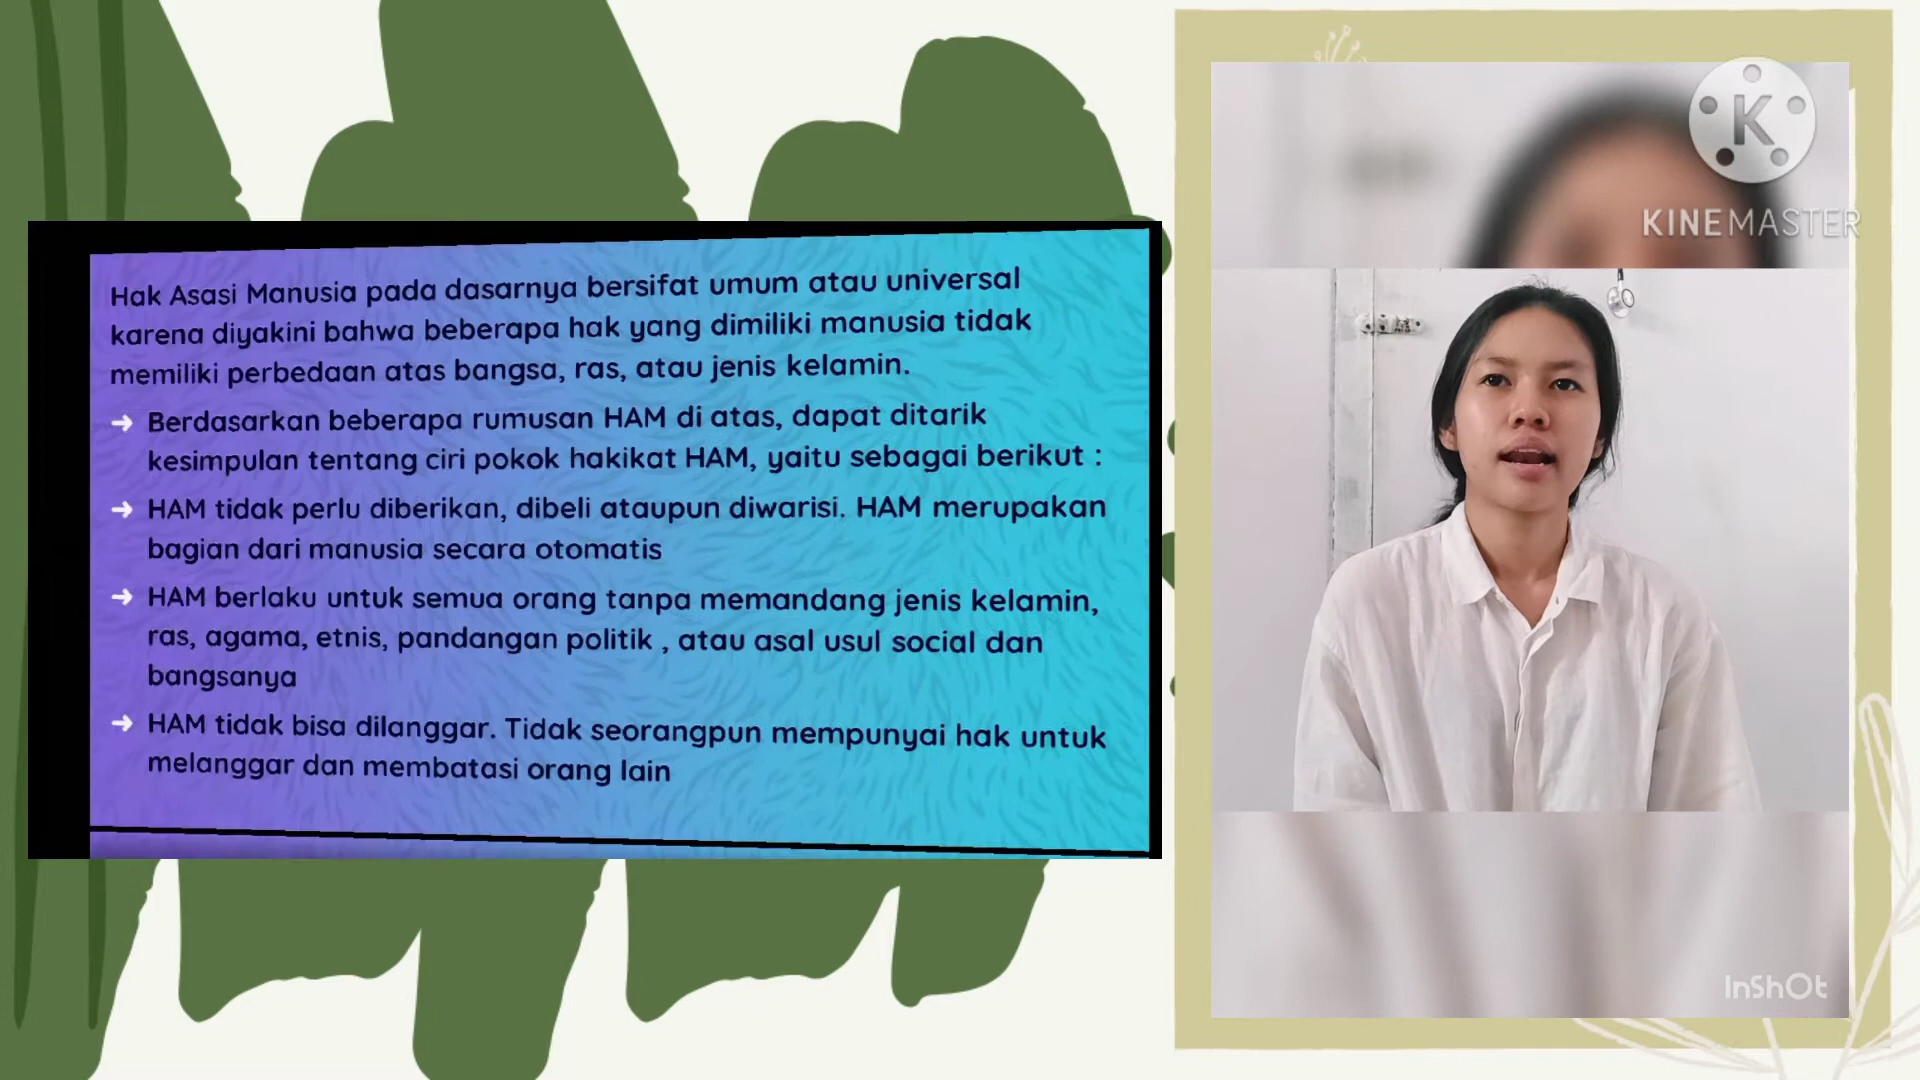 Hak Asasi Manusia pada dasarnya bersifat umum atau universal
karena diyakini bahwa beberapa hak yang dimiliki manusia tidak
memiliki perbedaan atas bangsa, ras, atau jenis kelamin.
➜ Berdasarkan beberapa rumusan HAM di atas, dapat ditarik
kesimpulan tentang ciri pokok hakikat HAM, yaitu sebagai berikut :
➜ HAM tidak perlu diberikan, dibeli ataupun diwarisi. HAM merupakan
bagian dari manusia secara otomatis
➜ HAM berlaku untuk semua orang tanpa memandang jenis kelamin,
ras, agama, etnis, pandangan politik , atau asal usul social dan
bangsanya
➜ HAM tidak bisa dilanggar. Tidak seorangpun mempunyai hak untuk
melanggar dan membatasi orang lain
K
KINEMASTER
InShOt